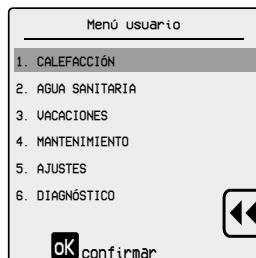 Menú usuario
1. CALEFACCIÓN
2. AGUA SANITARIA
3. VACACIONES
4. MANTENIMIENTO
5. AJUSTES
6. DIAGNÓSTICO
oK confirmar